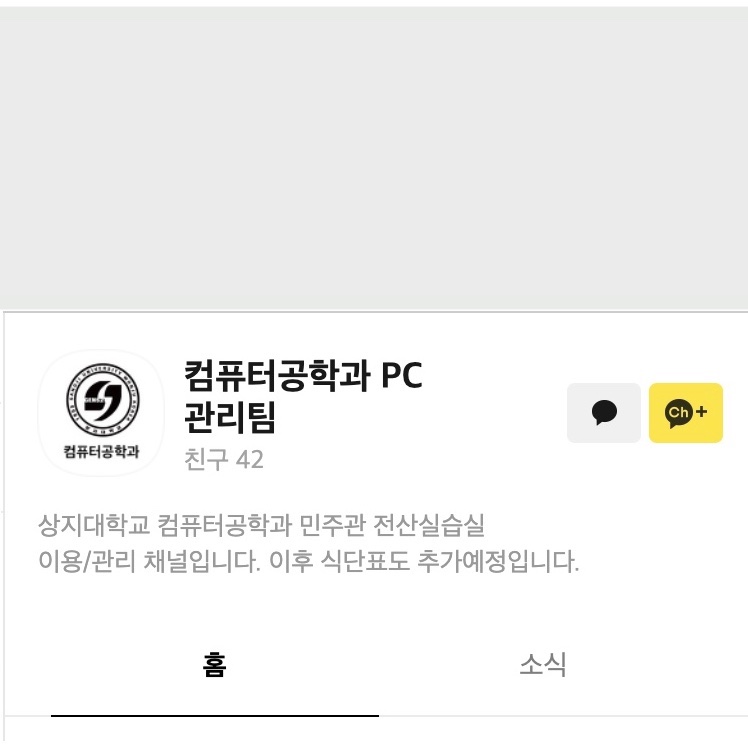 컴퓨터공학과
컴퓨터공학과 PC
관리팀
친구 42
Ch+
상지대학교 컴퓨터공학과 민주관 전산실습실
이용/관리 채널입니다. 이후 식단표도 추가예정입니다.
홈
소식